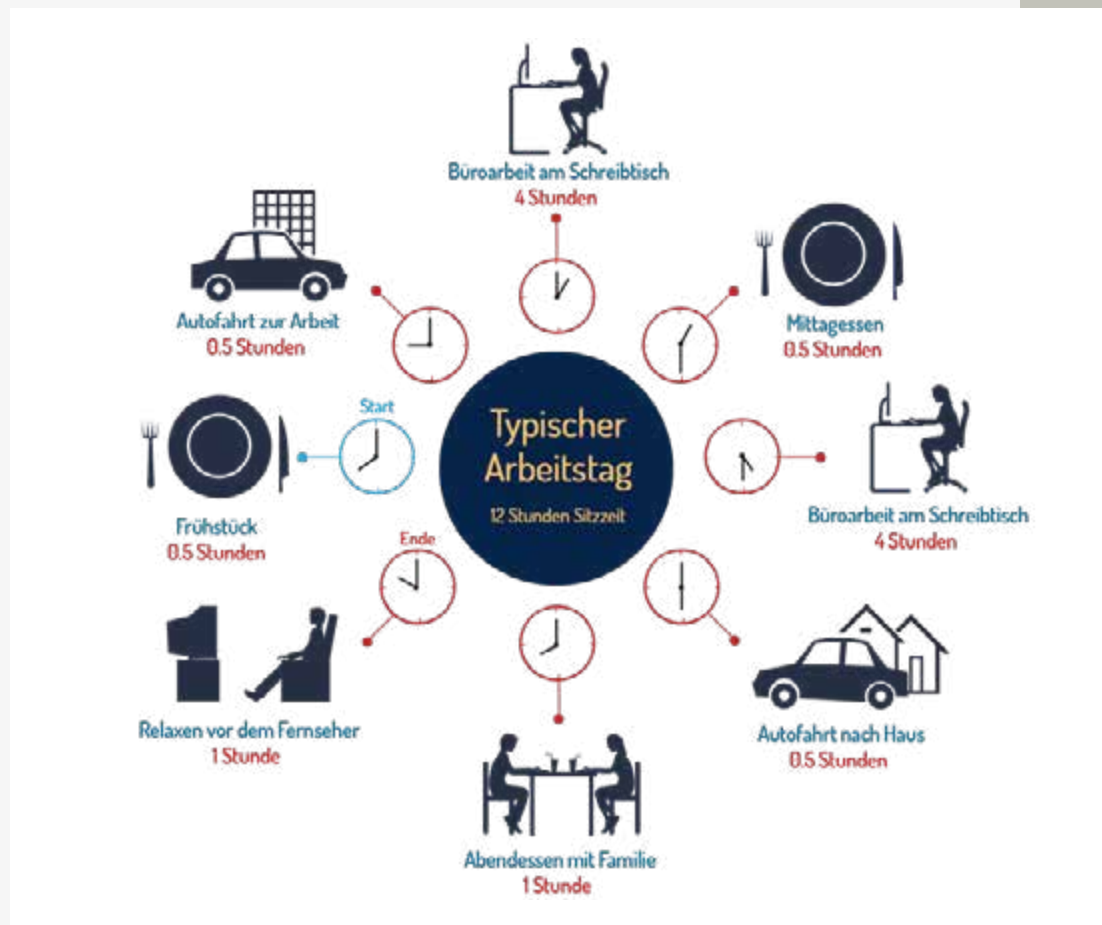 Büroarbeit am Schreibtisch
4 Stunden
Mittagessen
0.5 Stunden
Büroarbeit am Schreibtisch
4 Stunden
Autofahrt nach Haus
0.5 Stunden
Abendessen mit Familie
1 Stunde
Relaxen vor dem Fernseher
1 Stunde
Ende
Frühstück
0.5 Stunden
Start
Autofahrt zur Arbeit
0.5 Stunden
Typischer
Arbeitstag
12 Stunden Sitzzeit